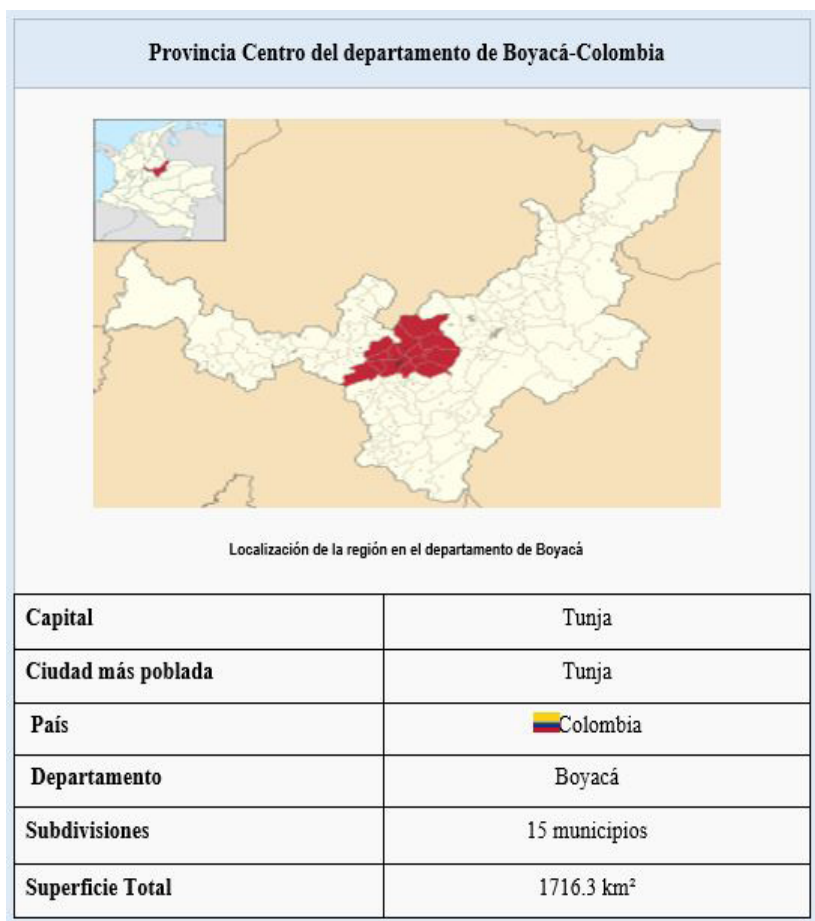 Provincia Centro del departamento de Boyacá-Colombia
Localización de la región en el departamento de Boyacá
Capital Tunja
Ciudad más poblada Tunja
País Colombia
Departamento Boyacá
Subdivisiones 15 municipios
Superficie Total 1716.3 km²